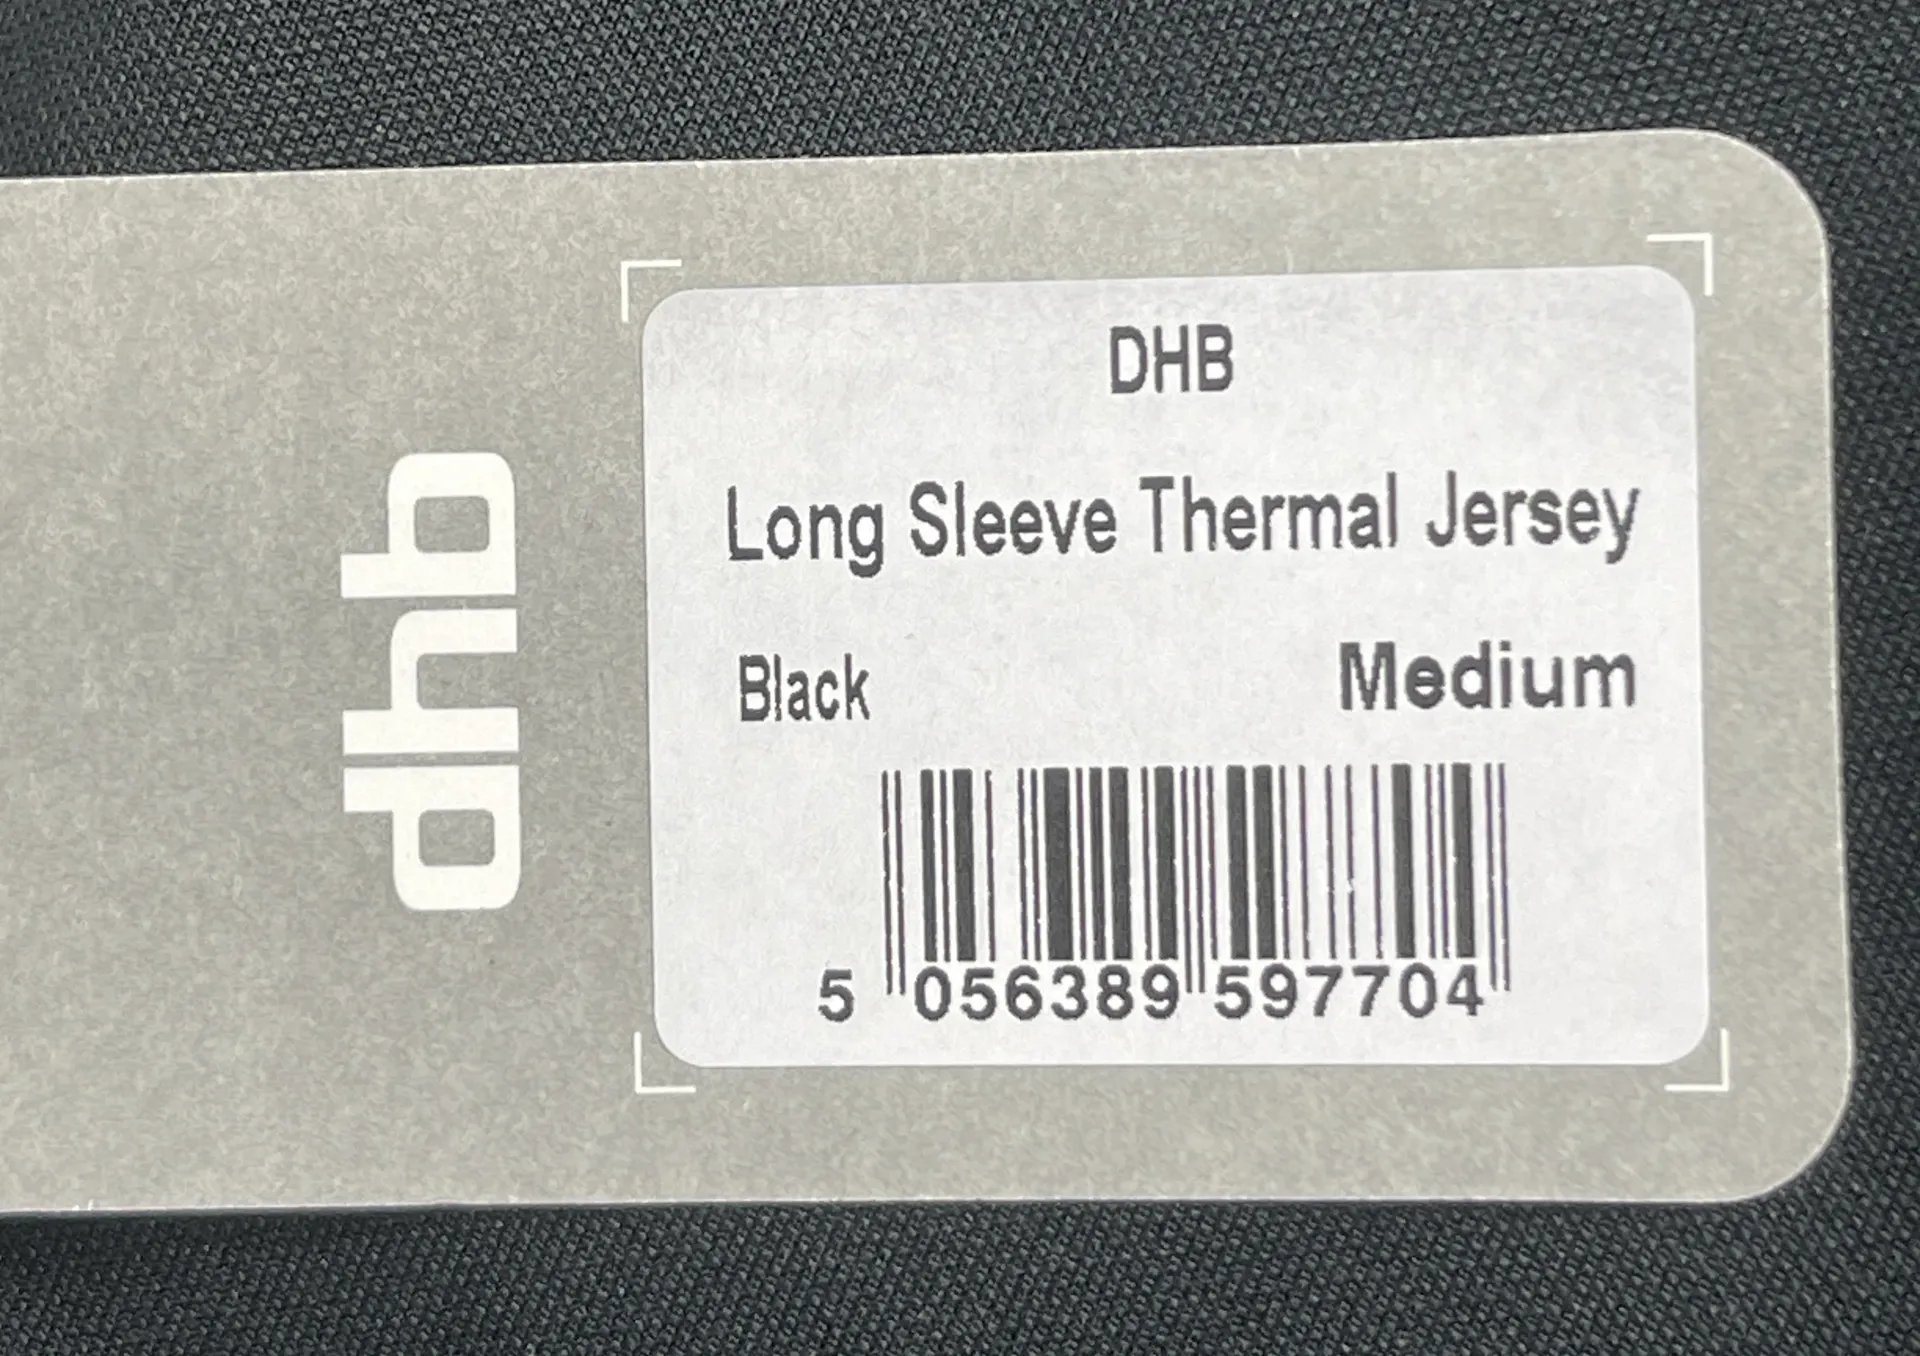 dhb
DHB
Long Sleeve Thermal Jersey
Black Medium
5 056389 597704